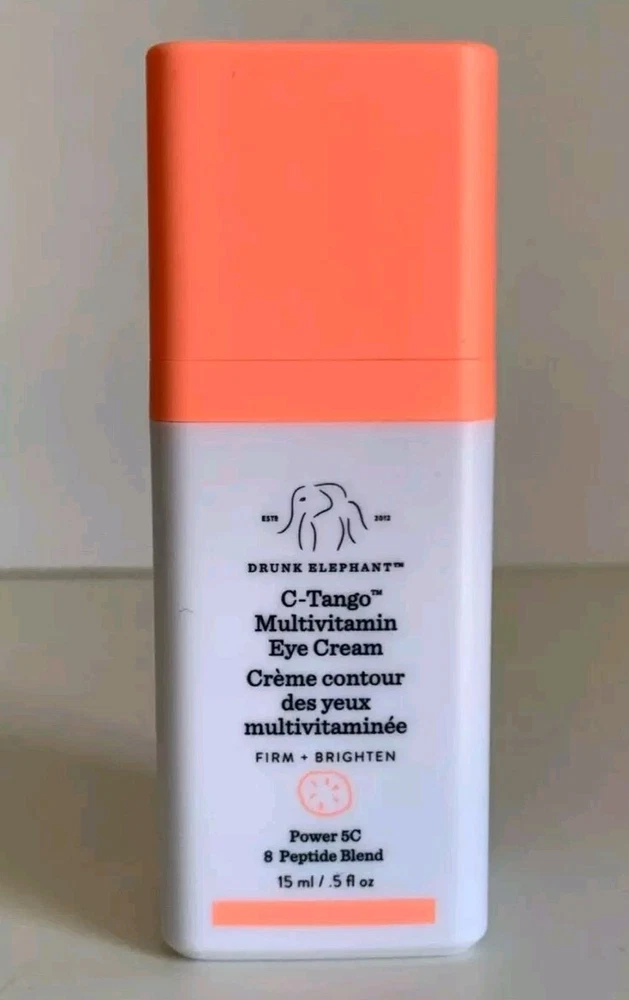 ESTD 2012
DRUNK ELEPHANT™
C-Tango™
Multivitamin
Eye Cream
Crème contour
des yeux
multivitaminée
FIRM + BRIGHTEN
Power 5C
8 Peptide Blend
15 ml / .5 fl oz